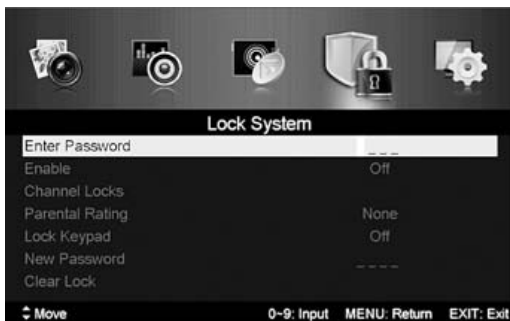 Lock System
Enter Password _ _ _
Enable Off
Channel Locks
Parental Rating None
Lock Keypad Off
New Password _ _ _ _
Clear Lock
Move 0~9: Input MENU: Return EXIT: Exit